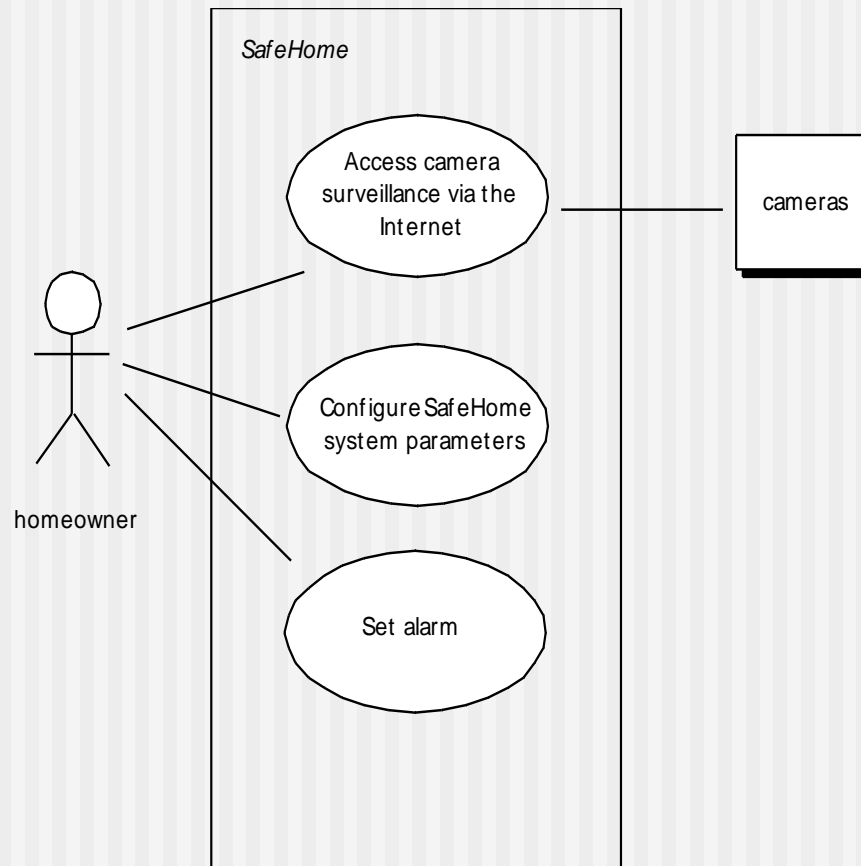 SafeHome
Access camera
surveillance via the
Internet
cameras
Configure SafeHome
system parameters
homeowner
Set alarm